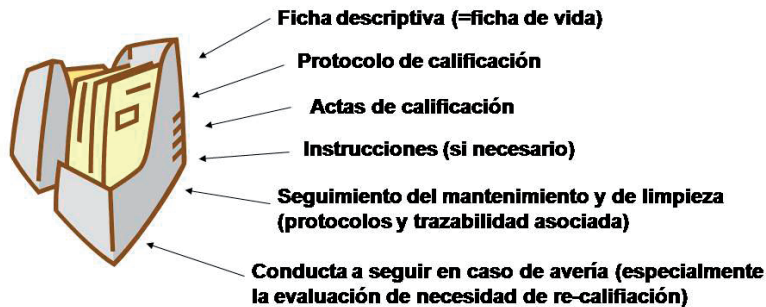 Ficha descriptiva (=ficha de vida)
Protocolo de calificación
Actas de calificación
Instrucciones (si necesario)
Seguimiento del mantenimiento y de limpieza
(protocolos y trazabilidad asociada)
Conducta a seguir en caso de avería (especialmente
la evaluación de necesidad de re-califiación)